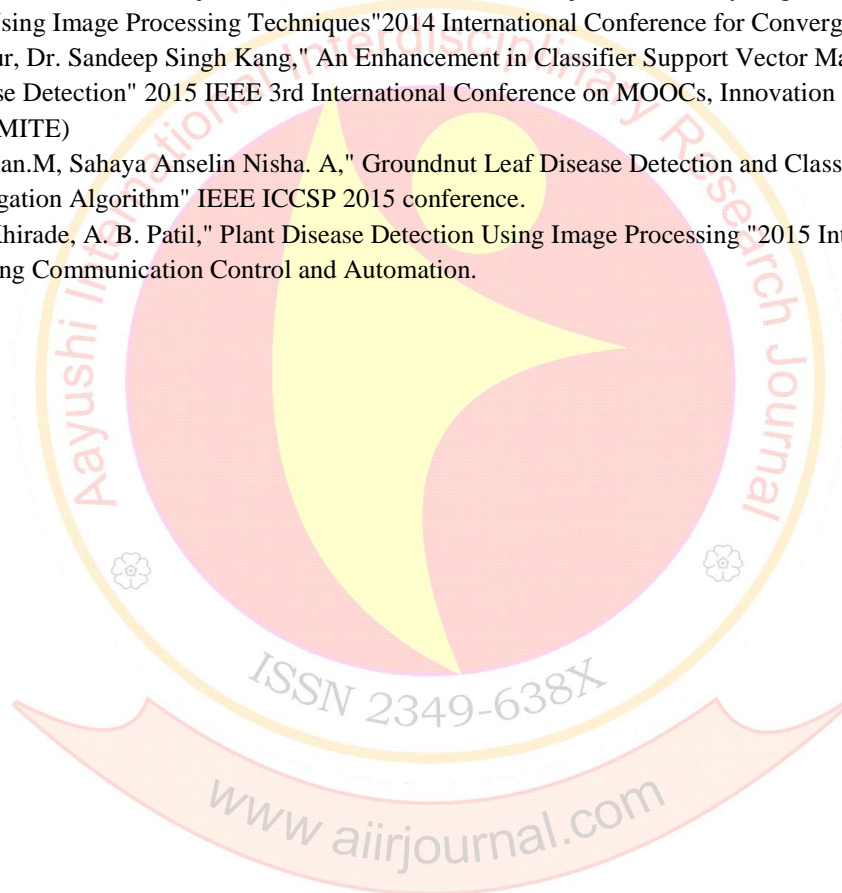 Using Image Processing Techniques"2014 International Conference for Converg
ur, Dr. Sandeep Singh Kang," An Enhancement in Classifier Support Vector Ma
se Detection" 2015 IEEE 3rd International Conference on MOOCs, Innovation
MITE)
an.M, Sahaya Anselin Nisha. A," Groundnut Leaf Disease Detection and Class
gation Algorithm" IEEE ICCSP 2015 conference.
Khirade, A. B. Patil," Plant Disease Detection Using Image Processing "2015 Int
ng Communication Control and Automation.
Aayushi International Interdisciplinary Research Journal
ISSN 2349-638X
www aiirjournal.com